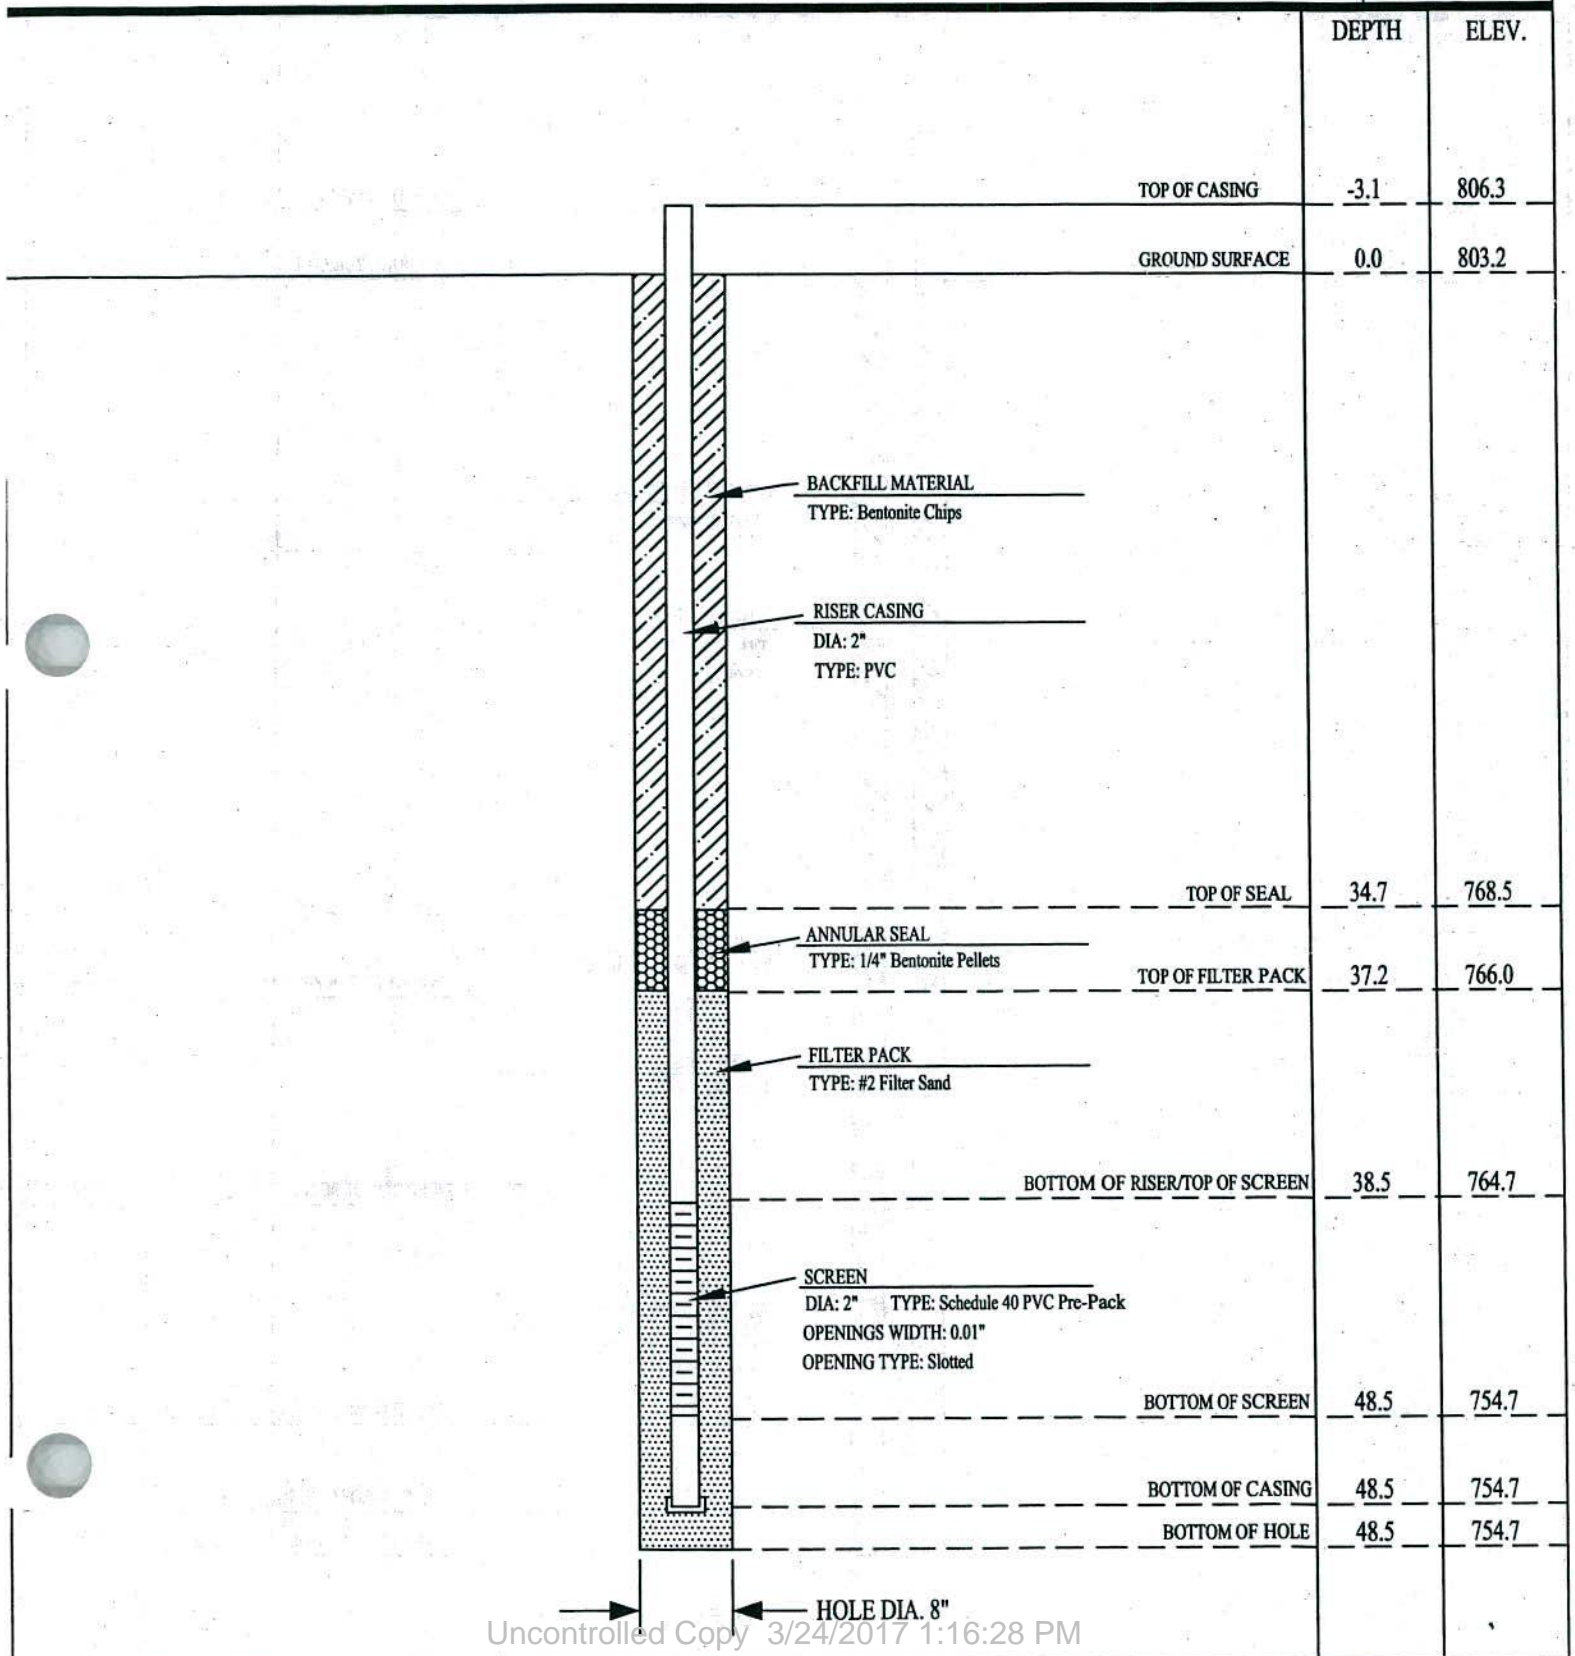 DEPTH ELEV.
TOP OF CASING -3.1 806.3
GROUND SURFACE 0.0 803.2
BACKFILL MATERIAL
TYPE: Bentonite Chips
RISER CASING
DIA: 2"
TYPE: PVC
TOP OF SEAL 34.7 768.5
ANNULAR SEAL
TYPE: 1/4" Bentonite Pellets
TOP OF FILTER PACK 37.2 766.0
FILTER PACK
TYPE: #2 Filter Sand
BOTTOM OF RISER/TOP OF SCREEN 38.5 764.7
SCREEN
DIA: 2" TYPE: Schedule 40 PVC Pre-Pack
OPENINGS WIDTH: 0.01"
OPENING TYPE: Slotted
BOTTOM OF SCREEN 48.5 754.7
BOTTOM OF CASING 48.5 754.7
BOTTOM OF HOLE 48.5 754.7
HOLE DIA. 8"
Uncontrolled Copy 3/24/2017 1:16:28 PM